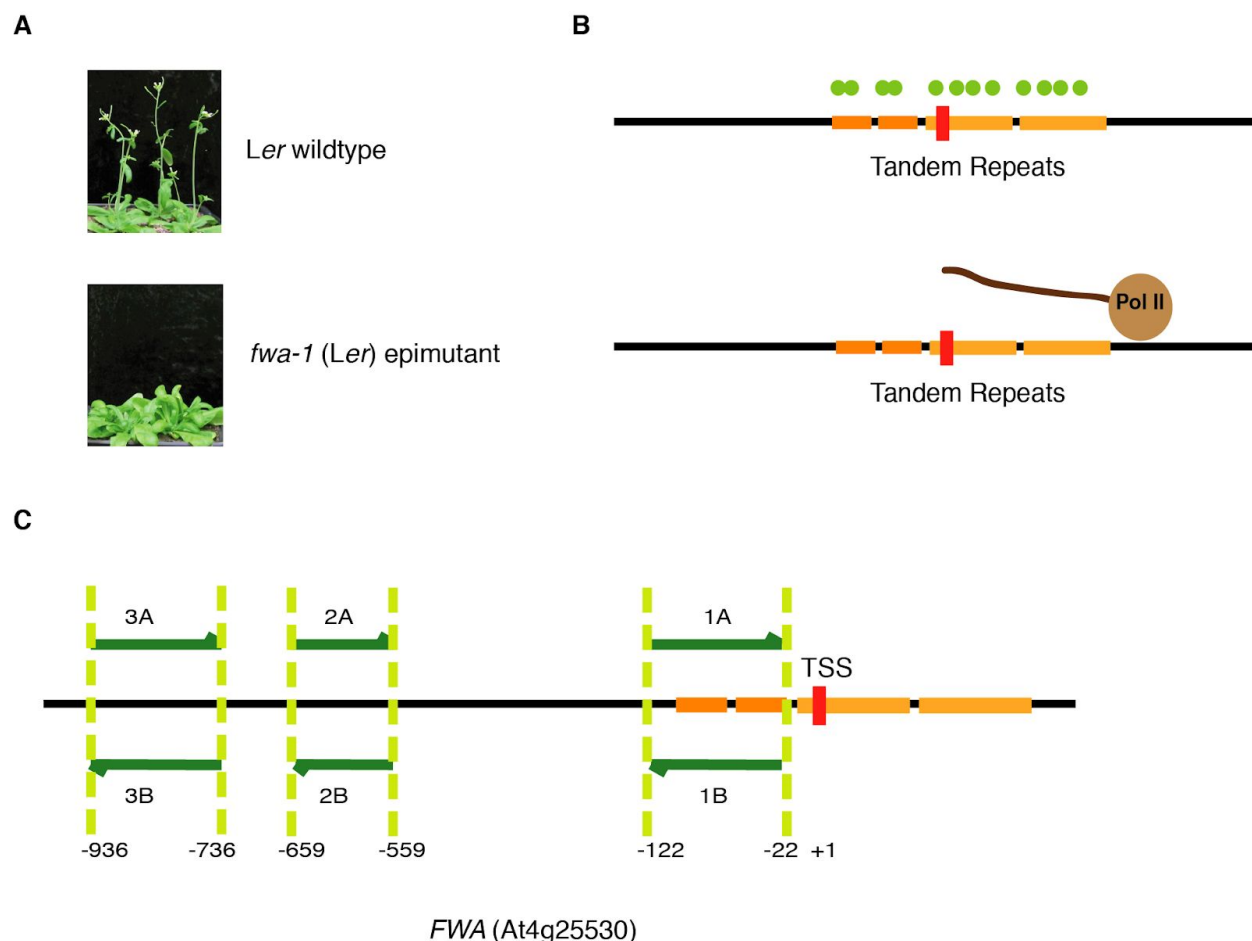 A
B
Ler wildtype
Tandem Repeats
fwa-1 (Ler) epimutant
Pol II
Tandem Repeats
C
3A
2A
1A
TSS
3B
2B
1B
-936
-736
-659
-559
-122
-22
+1
FWA (At4g25530)